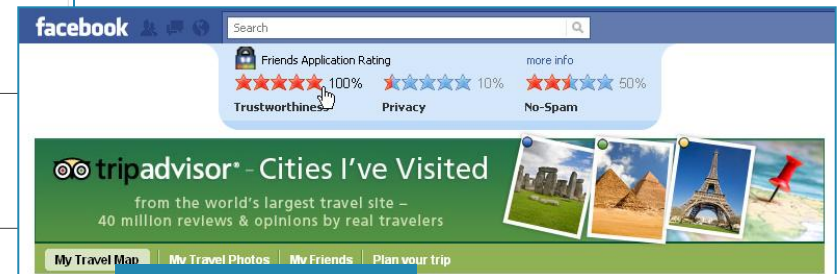 facebook Search
Friends Application Rating more info
100% 10% 50%
Trustworthiness Privacy No-Spam
tripadvisor® - Cities I've Visited
from the world's largest travel site –
40 million reviews & opinions by real travelers
My Travel Map My Travel Photos My Friends Plan your trip